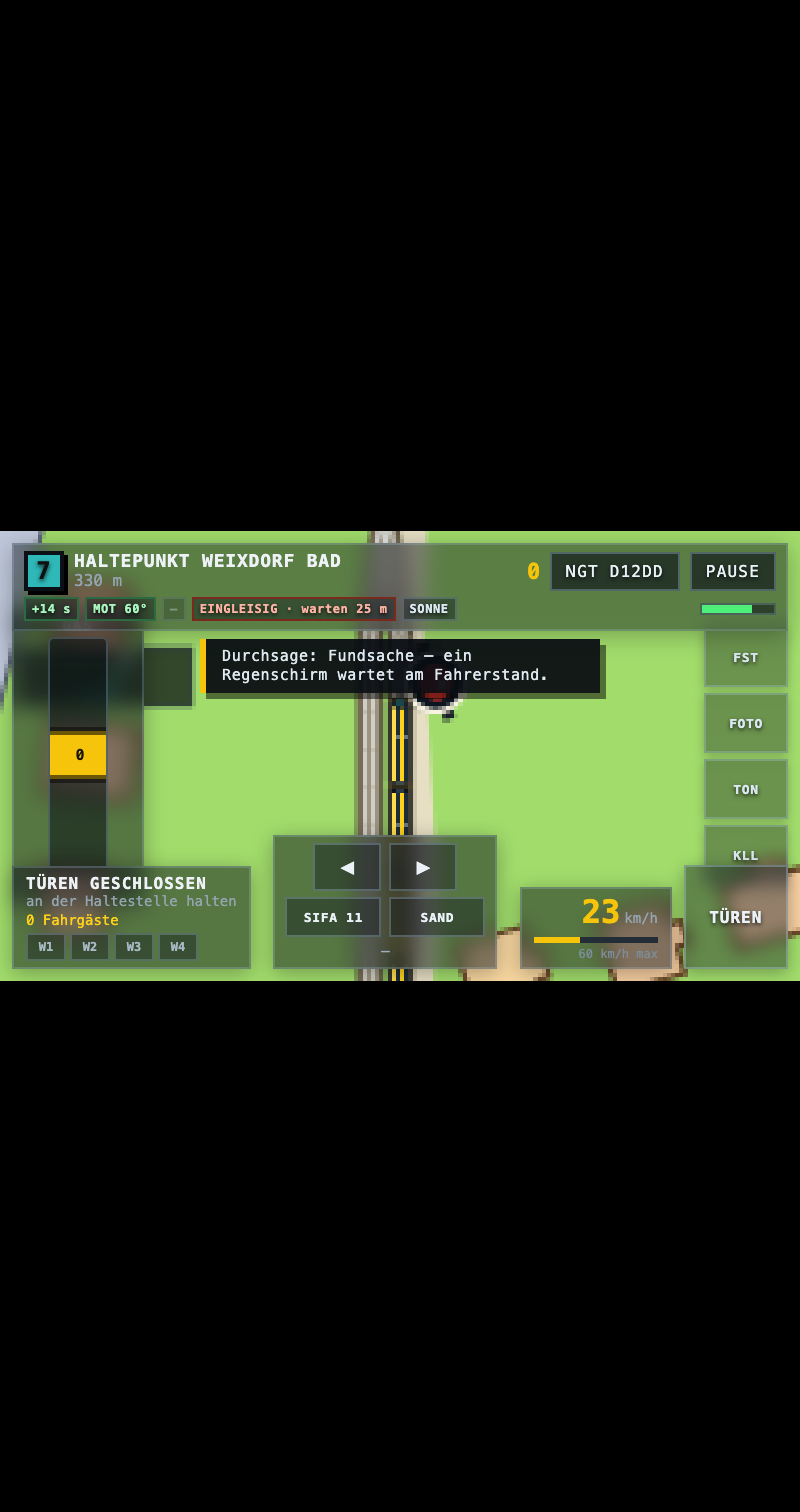 7
HALTEPUNKT WEIXDORF BAD
330 m
0
NGT D12DD
PAUSE
+14 s
MOT 60°
–
EINGLEISIG · warten 25 m
SONNE
Durchsage: Fundsache – ein
Regenschirm wartet am Fahrerstand.
0
FST
FOTO
TON
KLL
TÜREN GESCHLOSSEN
an der Haltestelle halten
0 Fahrgäste
W1
W2
W3
W4
◀
▶
SIFA 11
SAND
–
23 km/h
60 km/h max
TÜREN